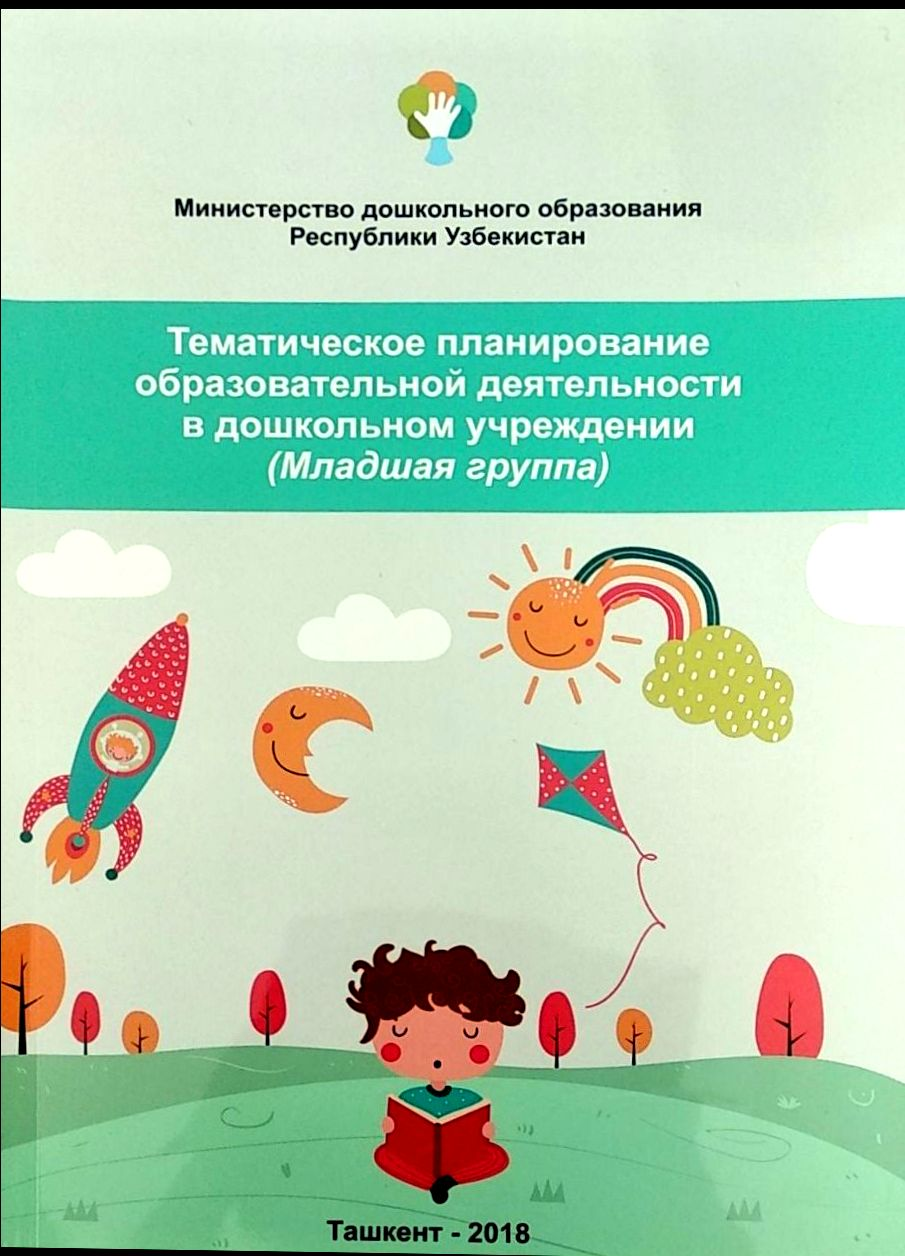 Министерство дошкольного образования
Республики Узбекистан
Тематическое планирование
образовательной деятельности
в дошкольном учреждении
(Младшая группа)
Ташкент - 2018